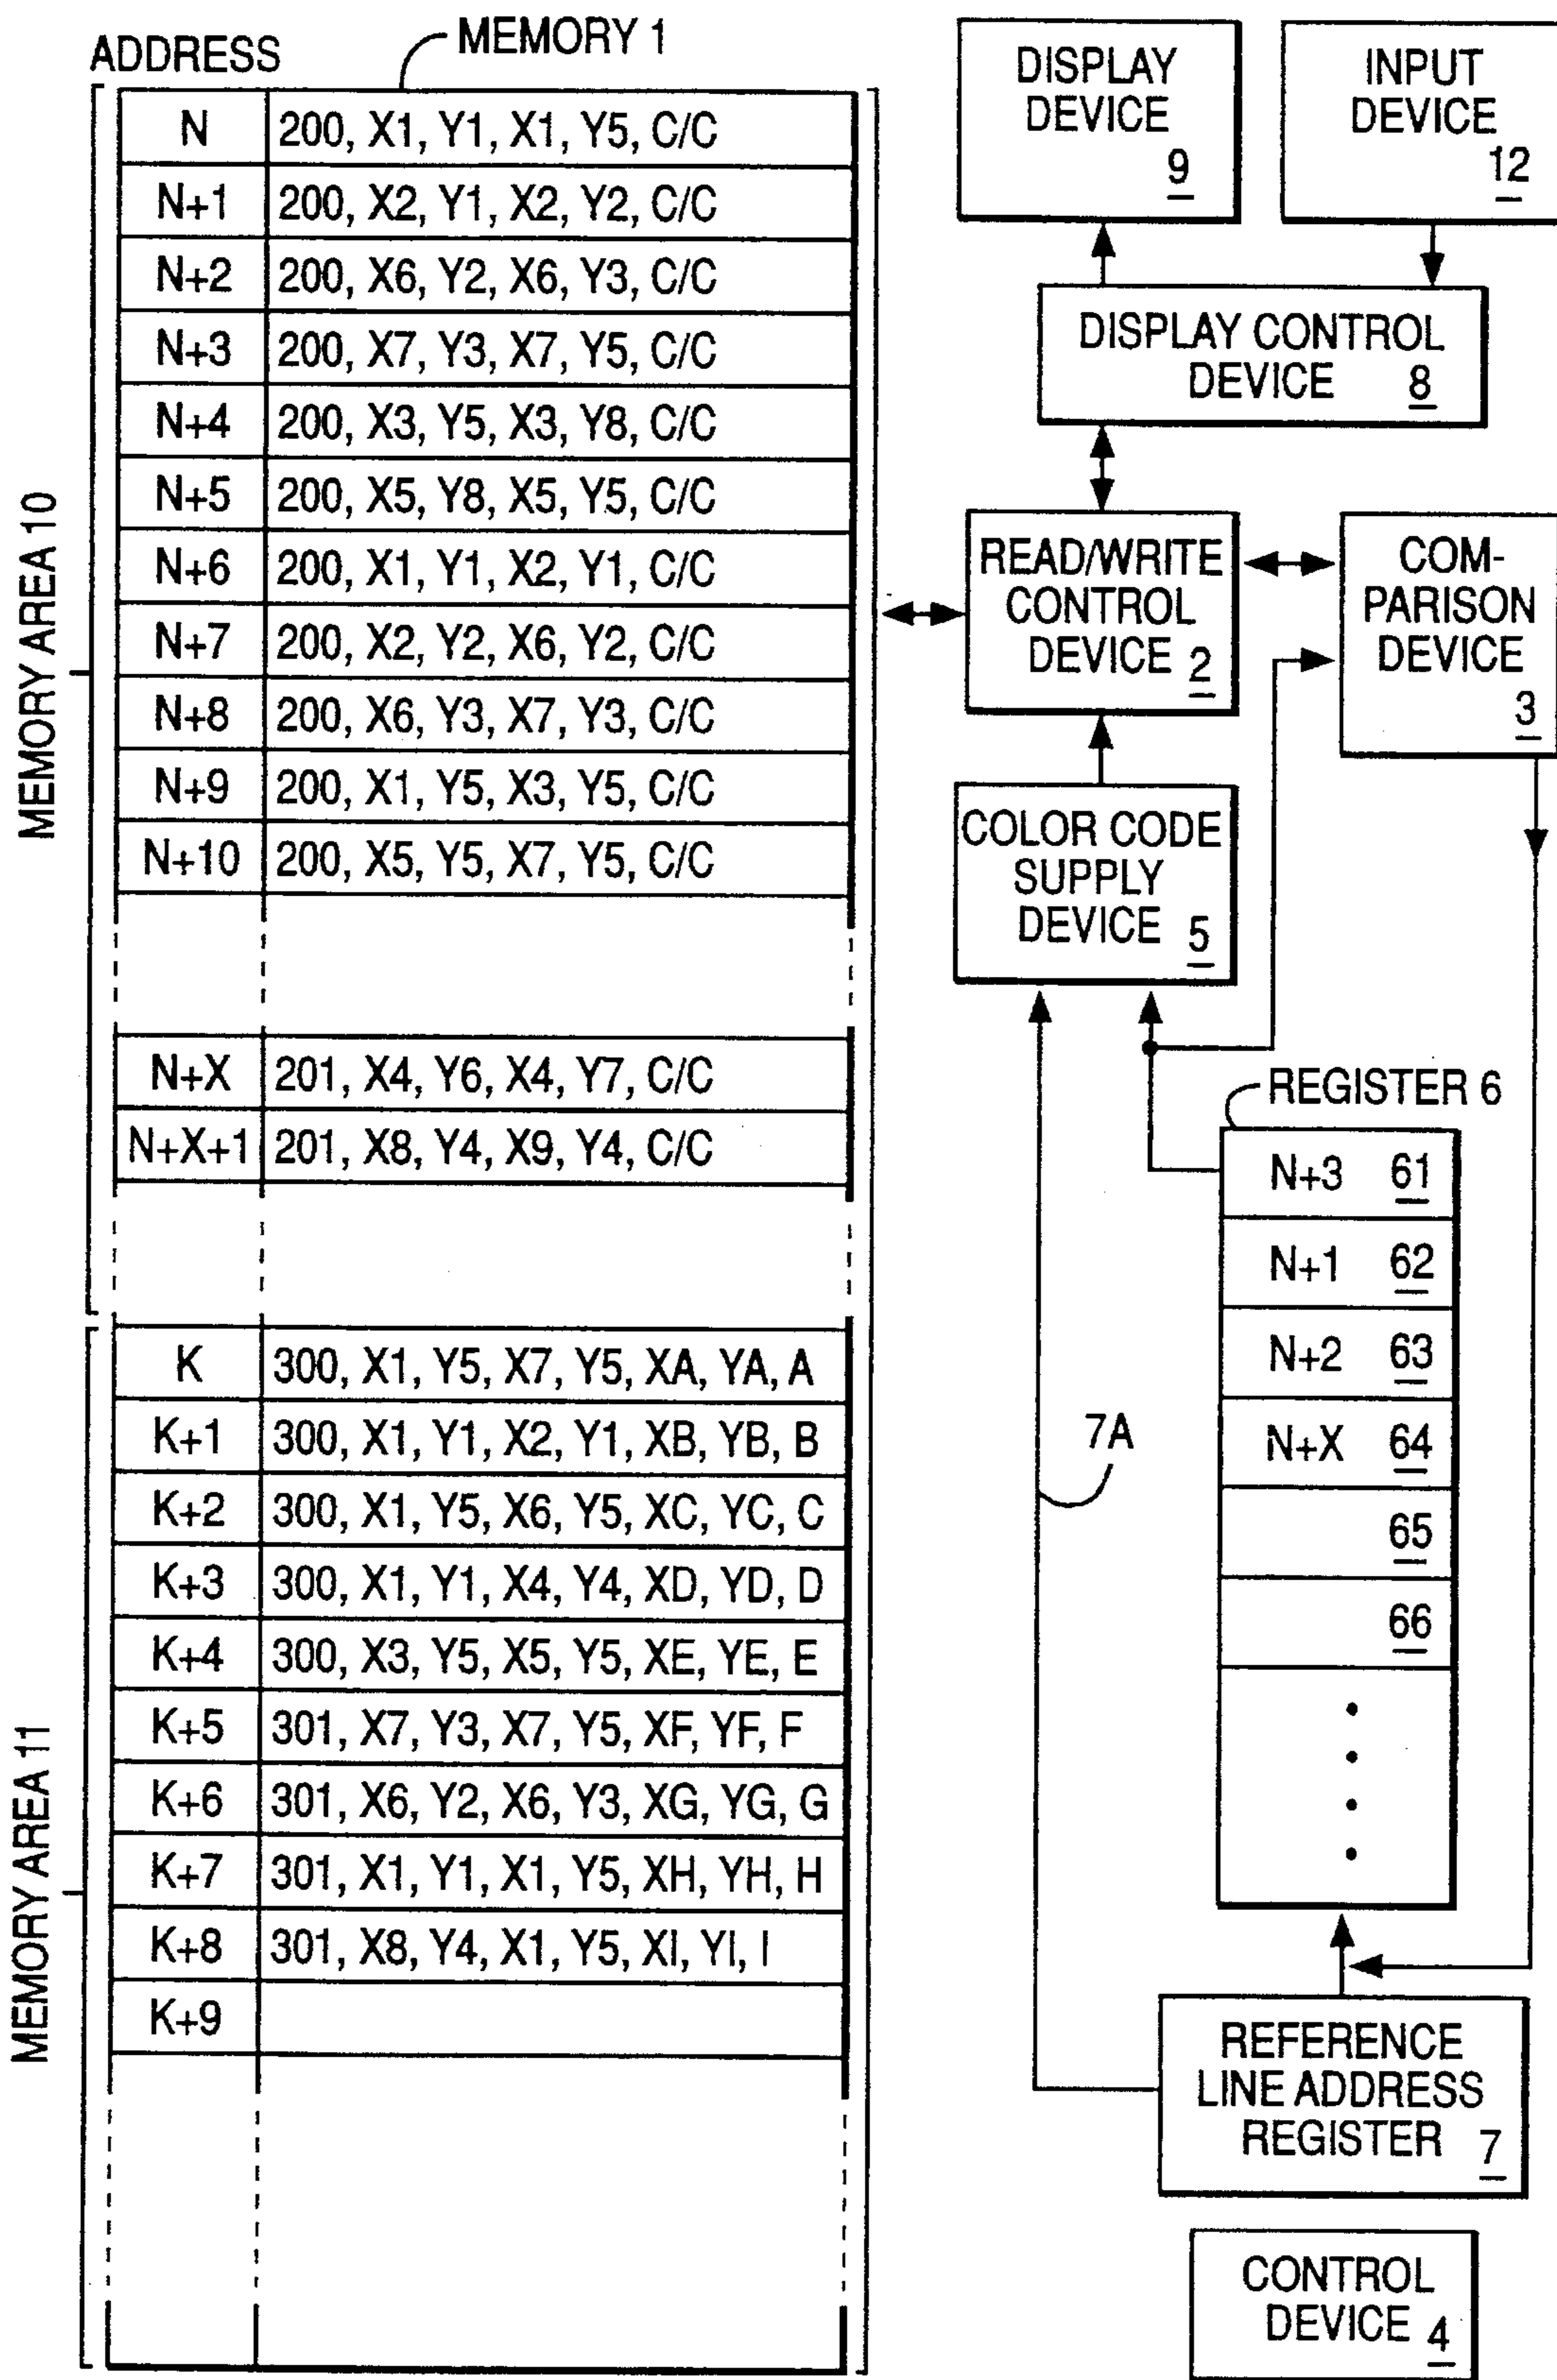 ADDRESS
MEMORY 1
MEMORY AREA 10
N 200, X1, Y1, X1, Y5, C/C
N+1 200, X2, Y1, X2, Y2, C/C
N+2 200, X6, Y2, X6, Y3, C/C
N+3 200, X7, Y3, X7, Y5, C/C
N+4 200, X3, Y5, X3, Y8, C/C
N+5 200, X5, Y8, X5, Y5, C/C
N+6 200, X1, Y1, X2, Y1, C/C
N+7 200, X2, Y2, X6, Y2, C/C
N+8 200, X6, Y3, X7, Y3, C/C
N+9 200, X1, Y5, X3, Y5, C/C
N+10 200, X5, Y5, X7, Y5, C/C
N+X 201, X4, Y6, X4, Y7, C/C
N+X+1 201, X8, Y4, X9, Y4, C/C
MEMORY AREA 11
K 300, X1, Y5, X7, Y5, XA, YA, A
K+1 300, X1, Y1, X2, Y1, XB, YB, B
K+2 300, X1, Y5, X6, Y5, XC, YC, C
K+3 300, X1, Y1, X4, Y4, XD, YD, D
K+4 300, X3, Y5, X5, Y5, XE, YE, E
K+5 301, X7, Y3, X7, Y5, XF, YF, F
K+6 301, X6, Y2, X6, Y3, XG, YG, G
K+7 301, X1, Y1, X1, Y5, XH, YH, H
K+8 301, X8, Y4, X1, Y5, XI, YI, I
K+9
DISPLAY
DEVICE
9
INPUT
DEVICE
12
DISPLAY CONTROL
DEVICE 8
READ/WRITE
CONTROL
DEVICE 2
COM-
PARISON
DEVICE
3
COLOR CODE
SUPPLY
DEVICE 5
REGISTER 6
N+3 61
N+1 62
N+2 63
N+X 64
65
66
7A
REFERENCE
LINE ADDRESS
REGISTER 7
CONTROL
DEVICE 4